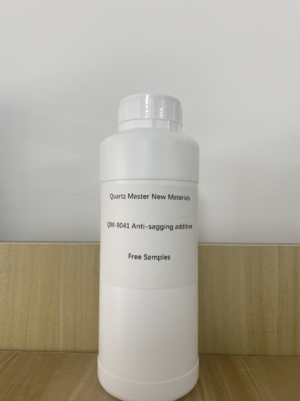 Quartz Master New Materials
QM-9041 Anti-sagging additive
Free Samples